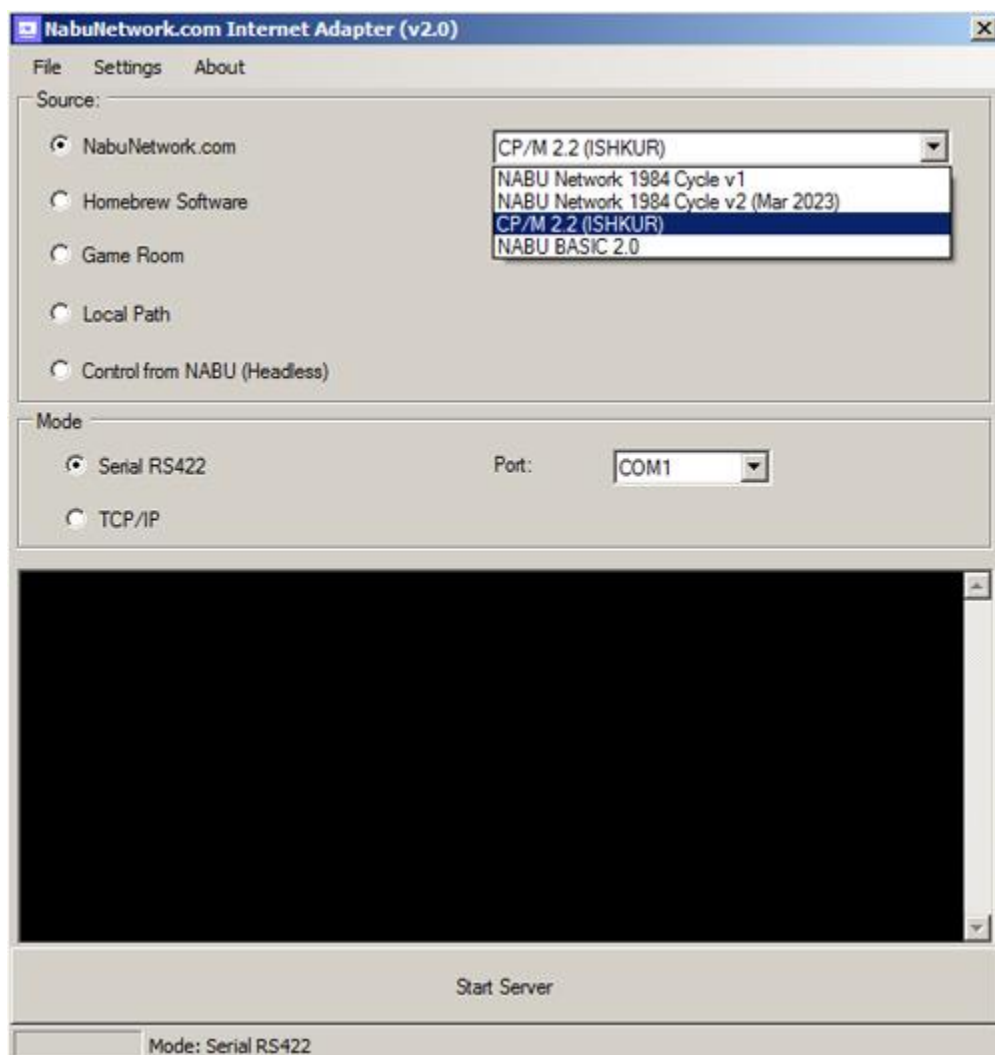 NabuNetwork.com Internet Adapter (v2.0)
File Settings About
Source:
NabuNetwork.com CP/M 2.2 (ISHKUR)
NABU Network 1984 Cycle v1
Homebrew Software NABU Network 1984 Cycle v2 (Mar 2023)
CP/M 2.2 (ISHKUR)
Game Room NABU BASIC 2.0
Local Path
Control from NABU (Headless)
Mode
Serial RS422 Port: COM1
TCP/IP
Start Server
Mode: Serial RS422